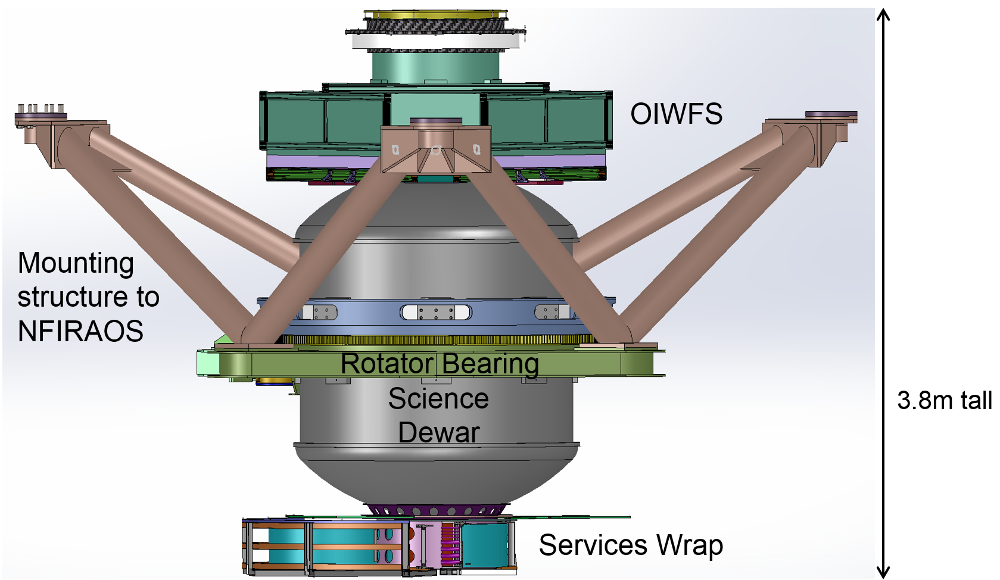 OIWFS
Mounting
structure to
NFIRAOS
Rotator Bearing
Science
Dewar
3.8m tall
Services Wrap